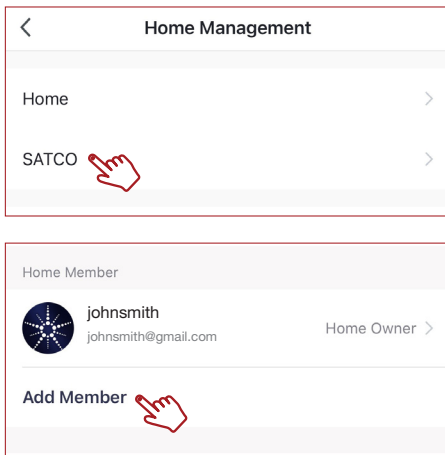 Home Management
Home
SATCO
Home Member
johnsmith
johnsmith@gmail.com
Home Owner
Add Member